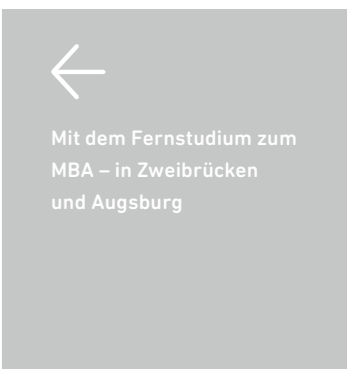 Mit dem Fernstudium zum
MBA – in Zweibrücken
und Augsburg